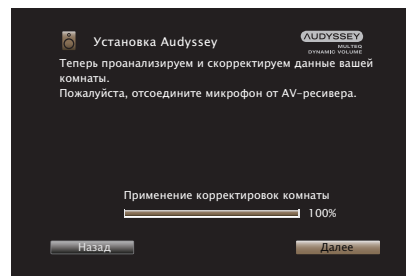 Установка Audyssey
AUDYSSEY
MULTEQ
DYNAMIC VOLUME
Теперь проанализируем и скорректируем данные вашей
комнаты.
Пожалуйста, отсоедините микрофон от AV-ресивера.
Применение корректировок комнаты
100%
Назад
Далее